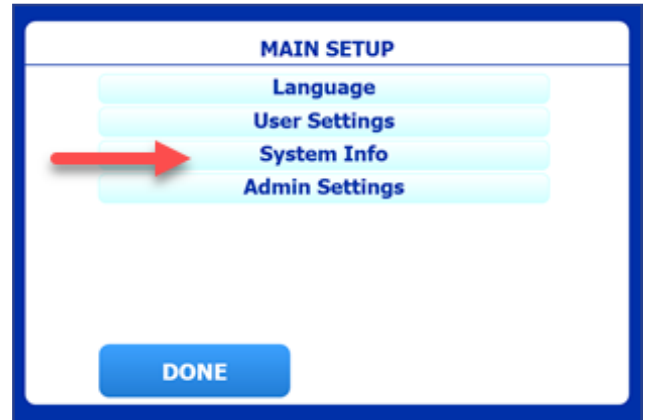 MAIN SETUP
Language
User Settings
System Info
Admin Settings
DONE